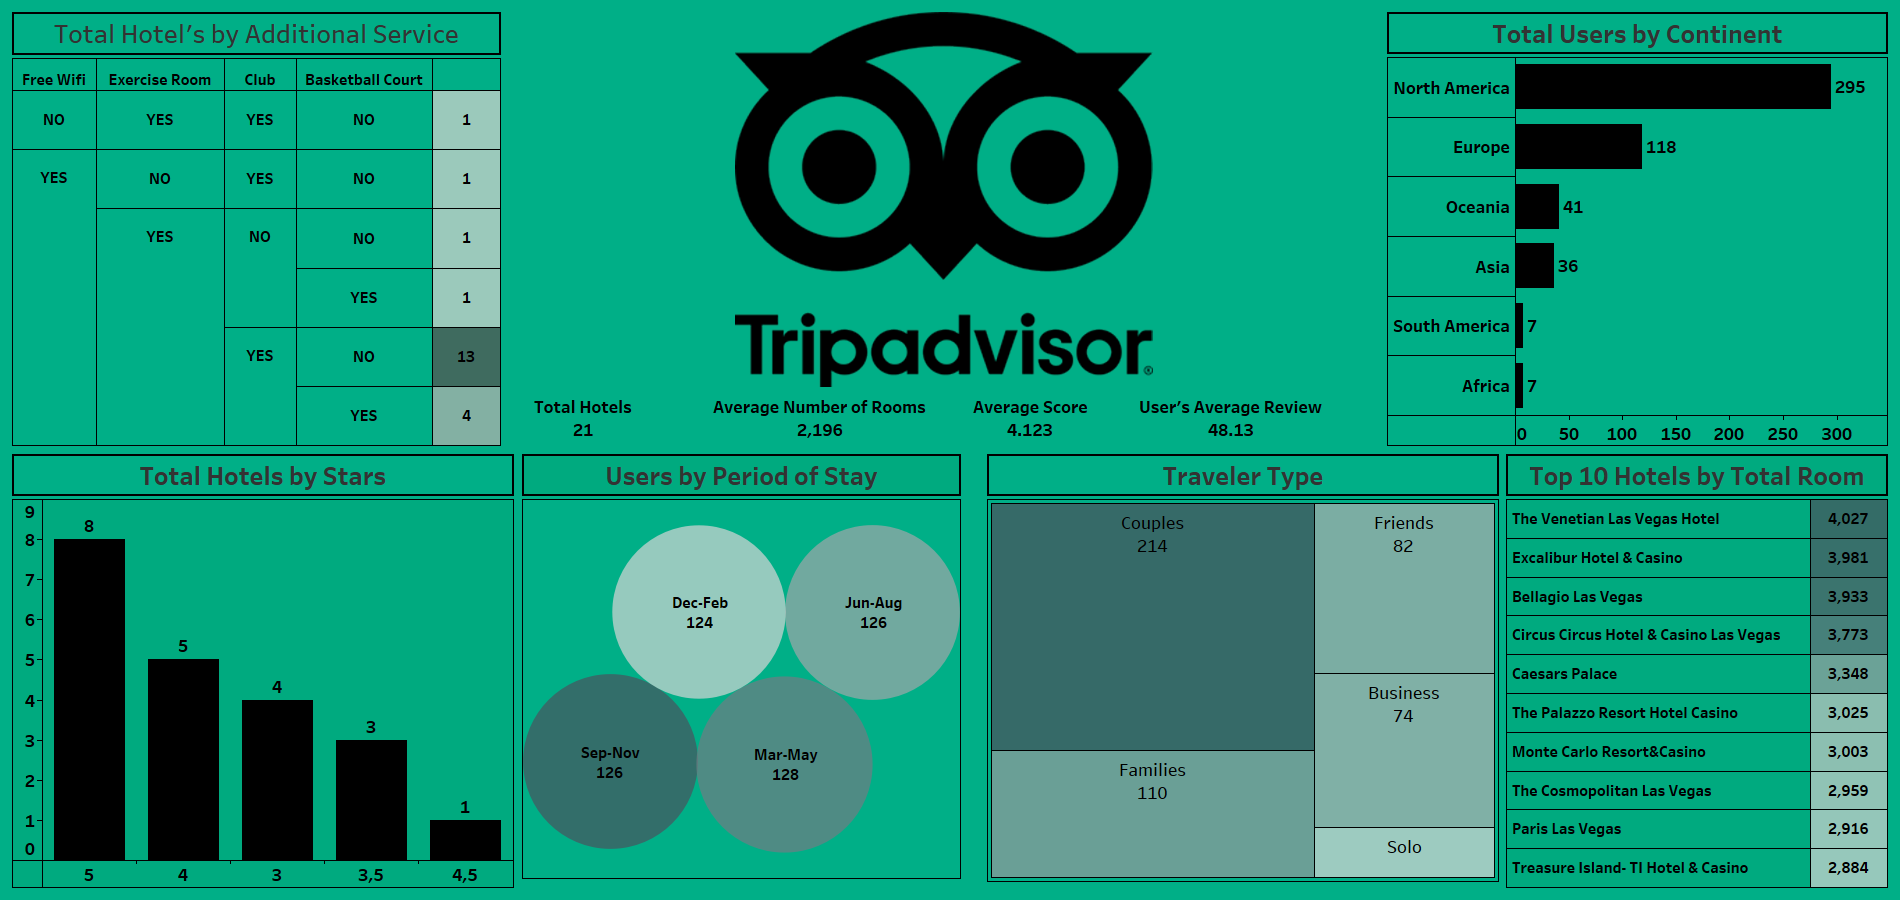 Total Hotel's by Additional Service
Free Wifi Exercise Room Club Basketball Court
NO YES YES NO 1
YES NO YES NO 1
YES NO NO 1
YES 1
YES NO 13
YES 4
Tripadvisor®
Total Hotels
21
Average Number of Rooms
2,196
Average Score
4.123
User's Average Review
48.13
Total Users by Continent
North America 295
Europe 118
Oceania 41
Asia 36
South America 7
Africa 7
0 50 100 150 200 250 300
Total Hotels by Stars
9
8
7
6
5
4
3
2
1
0
8
5
4
3
1
5 4 3 3,5 4,5
Users by Period of Stay
Dec-Feb
124
Jun-Aug
126
Sep-Nov
126
Mar-May
128
Traveler Type
Couples
214
Friends
82
Business
74
Families
110
Solo
Top 10 Hotels by Total Room
The Venetian Las Vegas Hotel 4,027
Excalibur Hotel & Casino 3,981
Bellagio Las Vegas 3,933
Circus Circus Hotel & Casino Las Vegas 3,773
Caesars Palace 3,348
The Palazzo Resort Hotel Casino 3,025
Monte Carlo Resort&Casino 3,003
The Cosmopolitan Las Vegas 2,959
Paris Las Vegas 2,916
Treasure Island- TI Hotel & Casino 2,884